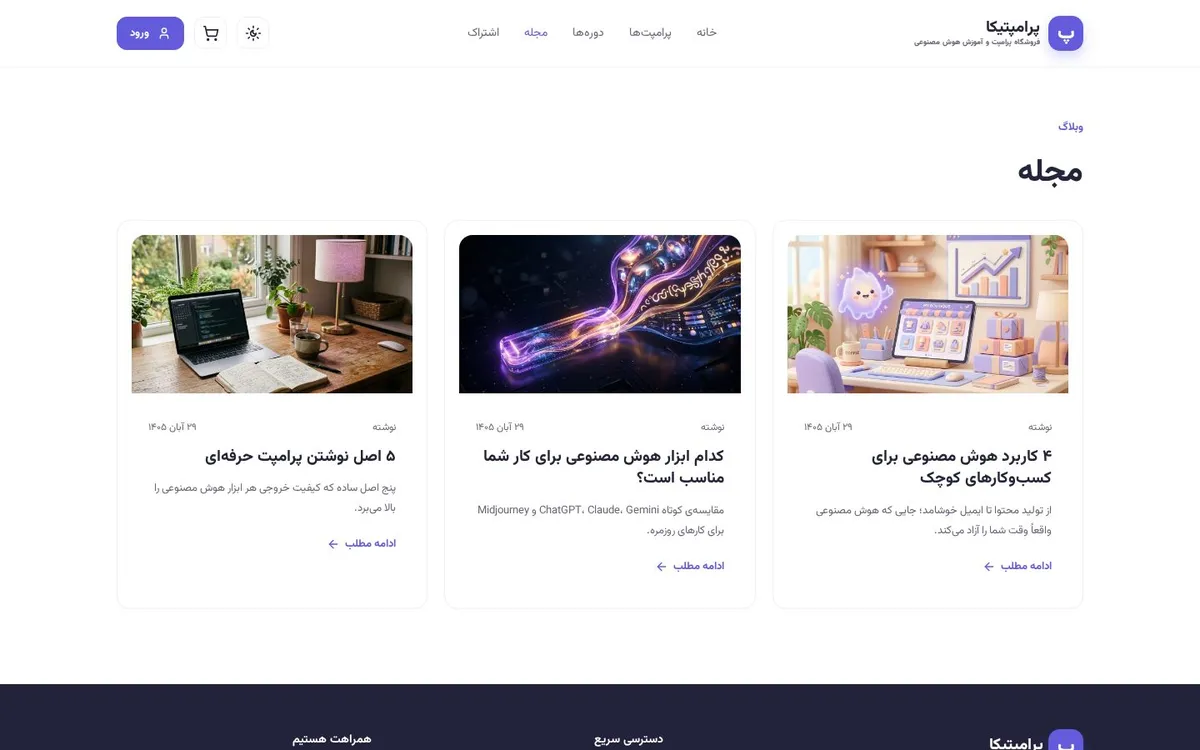 پ
پرامپتیکا
فروشگاه پرامپت و آموزش هوش مصنوعی
خانه
پرامپت‌ها
دوره‌ها
مجله
اشتراک
ورود
وبلاگ
مجله
نوشته
۲۹ آبان ۱۴۰۵
۴ کاربرد هوش مصنوعی برای
کسب‌وکارهای کوچک
از تولید محتوا تا ایمیل خوشامد؛ جایی که هوش مصنوعی
واقعاً وقت شما را آزاد می‌کند.
ادامه مطلب
نوشته
۲۹ آبان ۱۴۰۵
کدام ابزار هوش مصنوعی برای کار شما
مناسب است؟
مقایسه‌ی کوتاه ChatGPT، Claude، Gemini و Midjourney
برای کارهای روزمره.
ادامه مطلب
نوشته
۲۹ آبان ۱۴۰۵
۵ اصل نوشتن پرامپت حرفه‌ای
پنج اصل ساده که کیفیت خروجی هر ابزار هوش مصنوعی را
بالا می‌برد.
ادامه مطلب
پ
پرامپتیکا
دسترسی سریع
همراهت هستیم